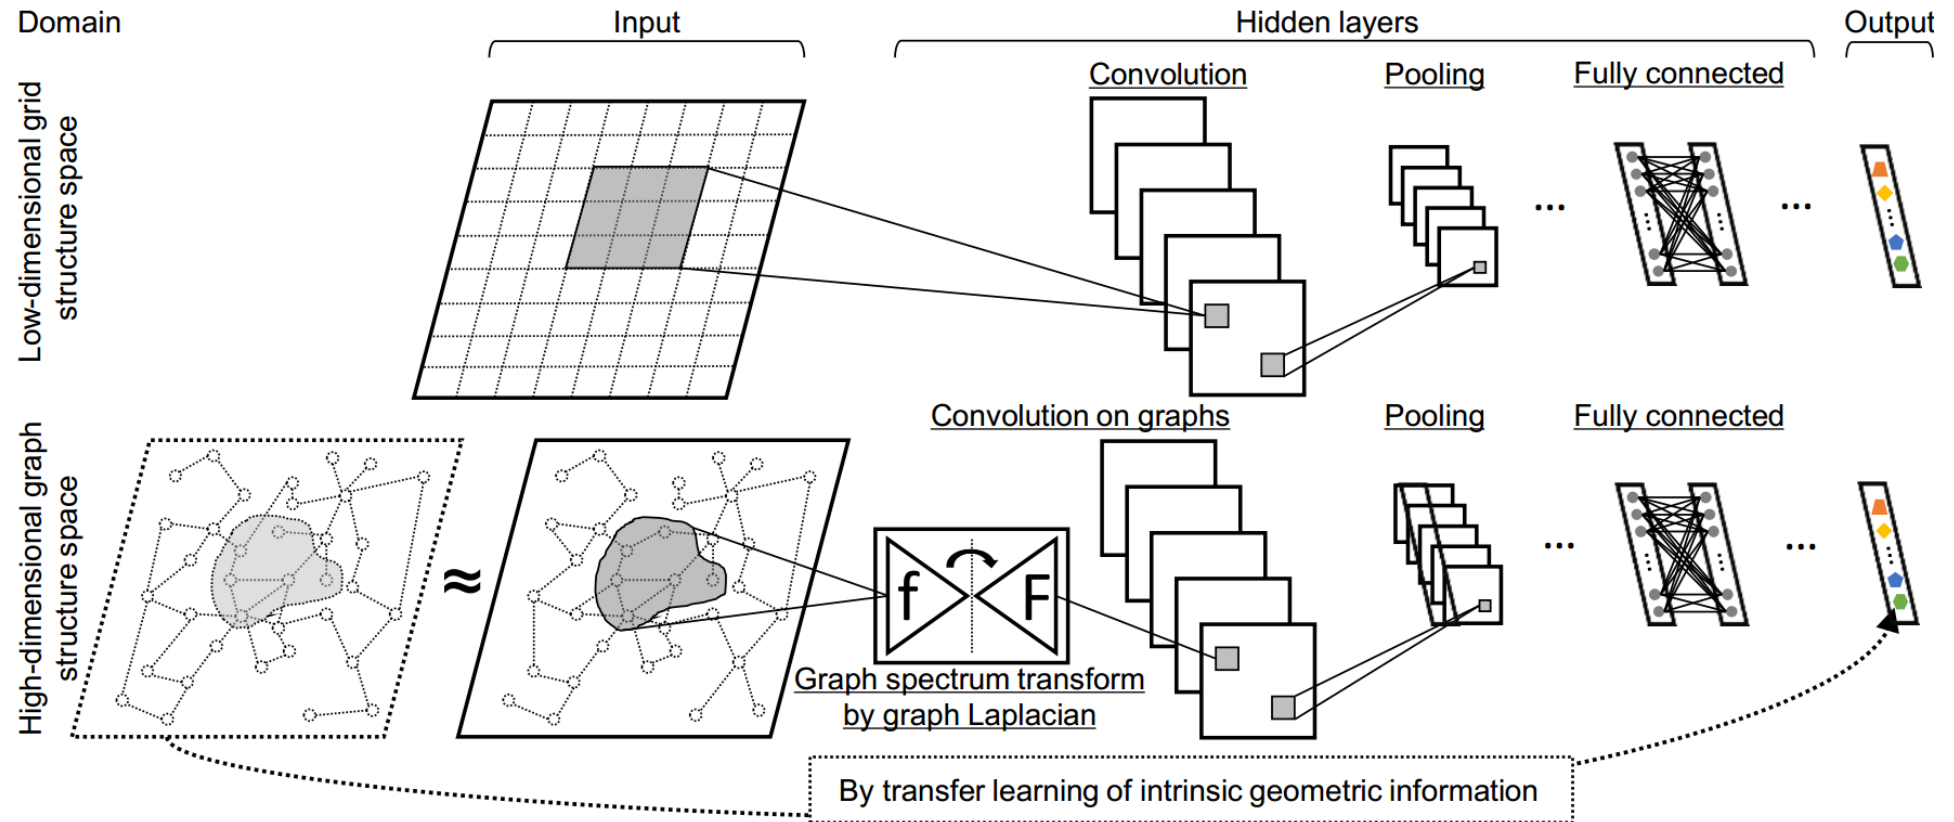 Domain
Input
Hidden layers
Output
Low-dimensional grid
structure space
Convolution
Pooling
Fully connected
...
...
High-dimensional graph
structure space
≈
f
F
Graph spectrum transform
by graph Laplacian
Convolution on graphs
Pooling
Fully connected
...
...
By transfer learning of intrinsic geometric information